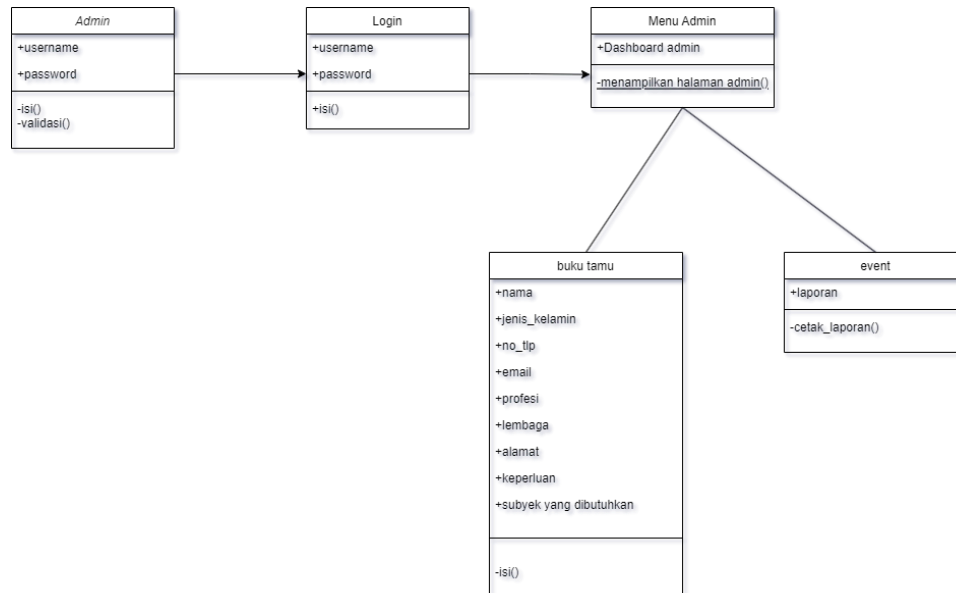 Admin
+username
+password
-isi()
-validasi()
Login
+username
+password
+isi()
Menu Admin
+Dashboard admin
-menampilkan halaman admin()
buku tamu
+nama
+jenis_kelamin
+no_tlp
+email
+profesi
+lembaga
+alamat
+keperluan
+subyek yang dibutuhkan
-isi()
event
+laporan
-cetak_laporan()